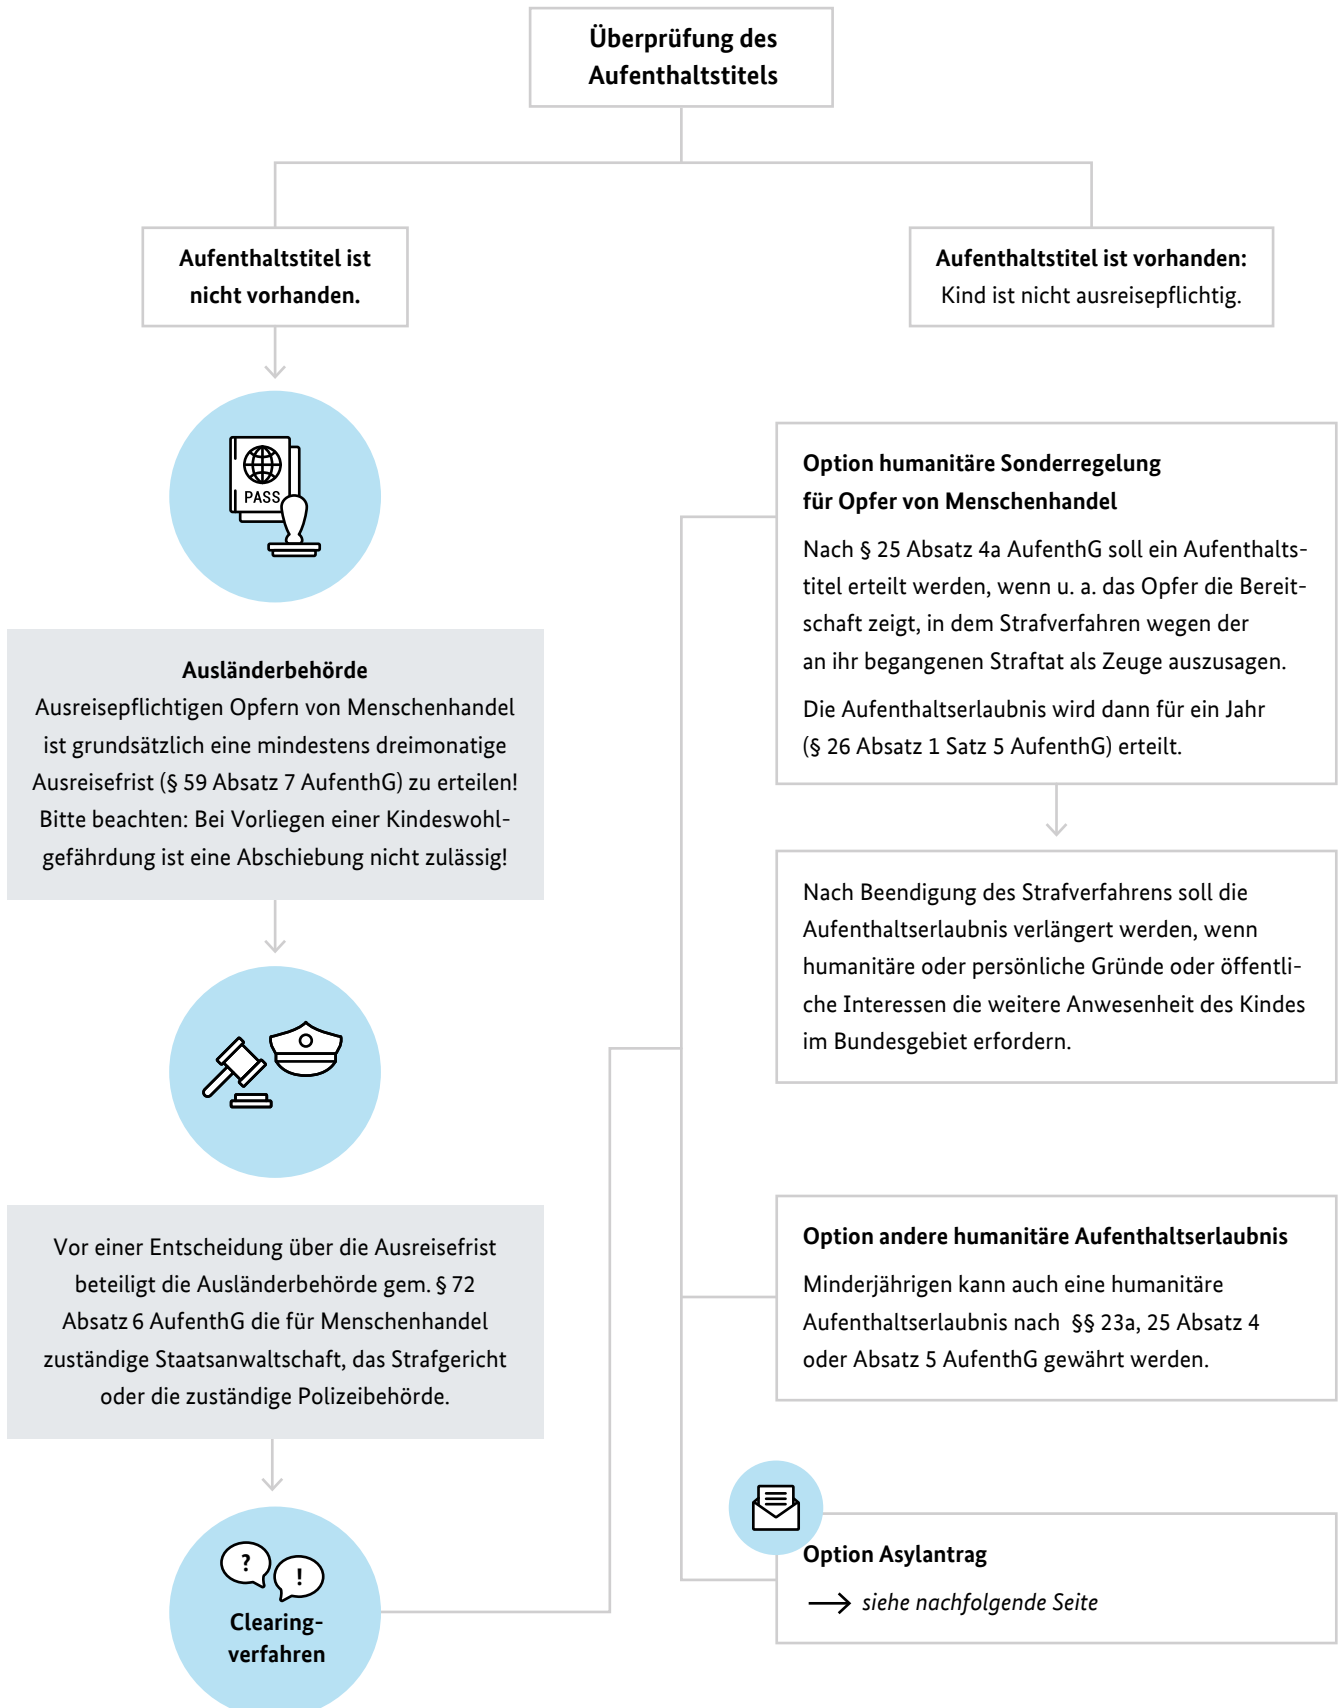 Überprüfung des
Aufenthaltstitels
Aufenthaltstitel ist
nicht vorhanden.
Aufenthaltstitel ist vorhanden:
Kind ist nicht ausreisepflichtig.
PASS
Ausländerbehörde
Ausreisepflichtigen Opfern von Menschenhandel
ist grundsätzlich eine mindestens dreimonatige
Ausreisefrist (§ 59 Absatz 7 AufenthG) zu erteilen!
Bitte beachten: Bei Vorliegen einer Kindeswohl-
gefährdung ist eine Abschiebung nicht zulässig!
Vor einer Entscheidung über die Ausreisefrist
beteiligt die Ausländerbehörde gem. § 72
Absatz 6 AufenthG die für Menschenhandel
zuständige Staatsanwaltschaft, das Strafgericht
oder die zuständige Polizeibehörde.
? !
Clearing-
verfahren
Option humanitäre Sonderregelung
für Opfer von Menschenhandel
Nach § 25 Absatz 4a AufenthG soll ein Aufenthalts-
titel erteilt werden, wenn u. a. das Opfer die Bereit-
schaft zeigt, in dem Strafverfahren wegen der
an ihr begangenen Straftat als Zeuge auszusagen.
Die Aufenthaltserlaubnis wird dann für ein Jahr
(§ 26 Absatz 1 Satz 5 AufenthG) erteilt.
Nach Beendigung des Strafverfahrens soll die
Aufenthaltserlaubnis verlängert werden, wenn
humanitäre oder persönliche Gründe oder öffentli-
che Interessen die weitere Anwesenheit des Kindes
im Bundesgebiet erfordern.
Option andere humanitäre Aufenthaltserlaubnis
Minderjährigen kann auch eine humanitäre
Aufenthaltserlaubnis nach §§ 23a, 25 Absatz 4
oder Absatz 5 AufenthG gewährt werden.
Option Asylantrag
→ siehe nachfolgende Seite